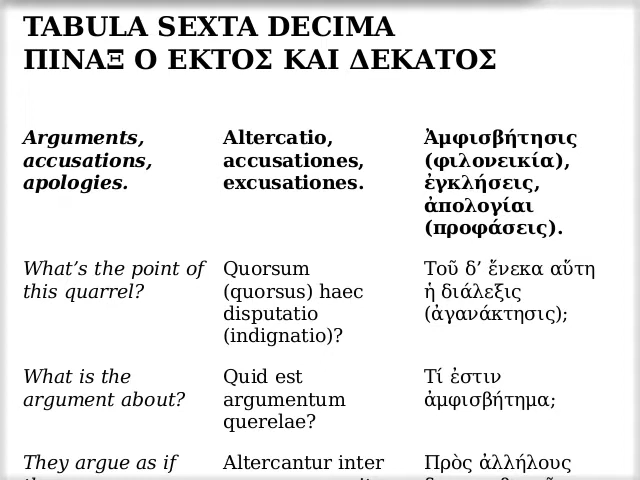 TABULA SEXTA DECIMA
ΠΙΝΑΞ Ο ΕΚΤΟΣ ΚΑΙ ΔΕΚΑΤΟΣ
Arguments,
accusations,
apologies.
Altercatio,
accusationes,
excusationes.
Ἀμφισβήτησις
(φιλονεικία),
ἐγκλήσεις,
ἀπολογίαι
(προφάσεις).
What’s the point of
this quarrel?
Quorsum
(quorsus) haec
disputatio
(indignatio)?
Τοῦ δ’ ἕνεκα αὕτη
ἡ διάλεξις
(ἀγανάκτησις);
What is the
argument about?
Quid est
argumentum
querelae?
Τί ἐστιν
ἀμφισβήτημα;
They argue as if
Altercantur inter
Πρὸς ἀλλήλους